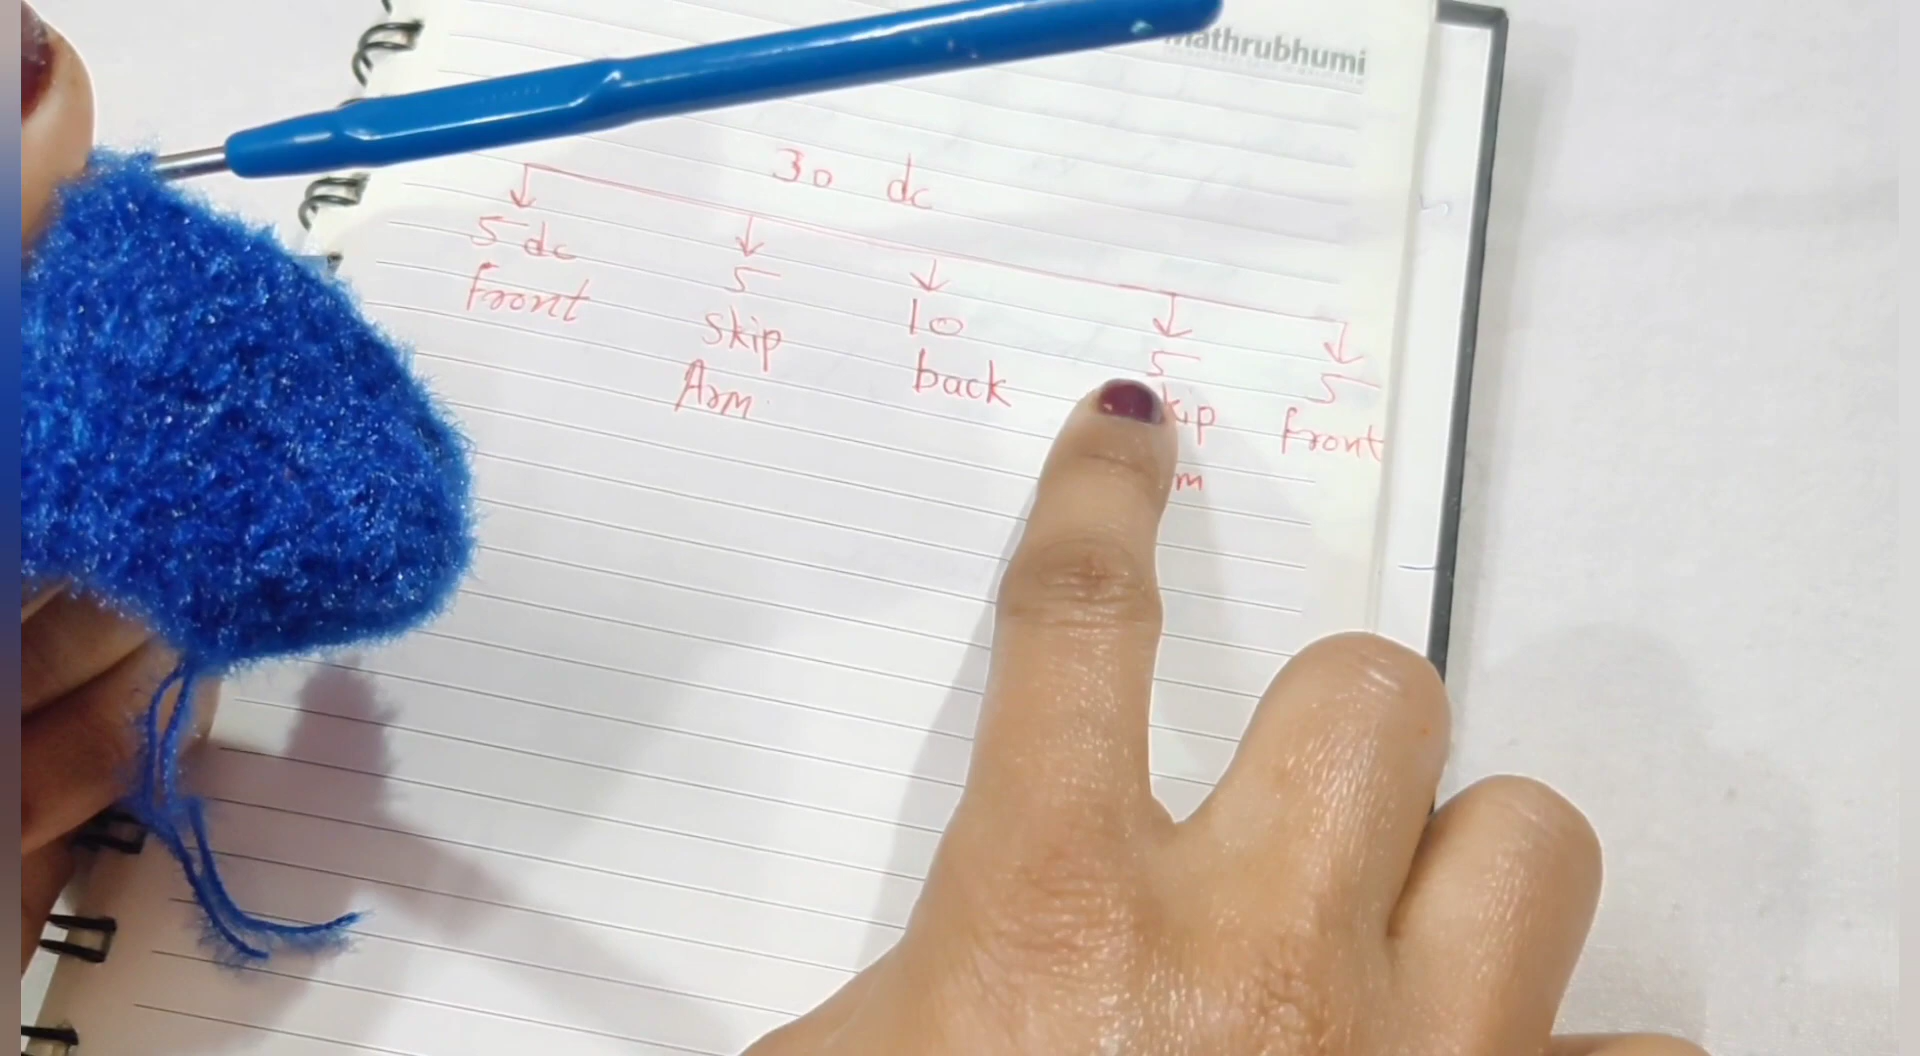 Mathrubhumi
30 dc
5 dc
front
5
skip
Arm
10
back
5
kip
m
5
front